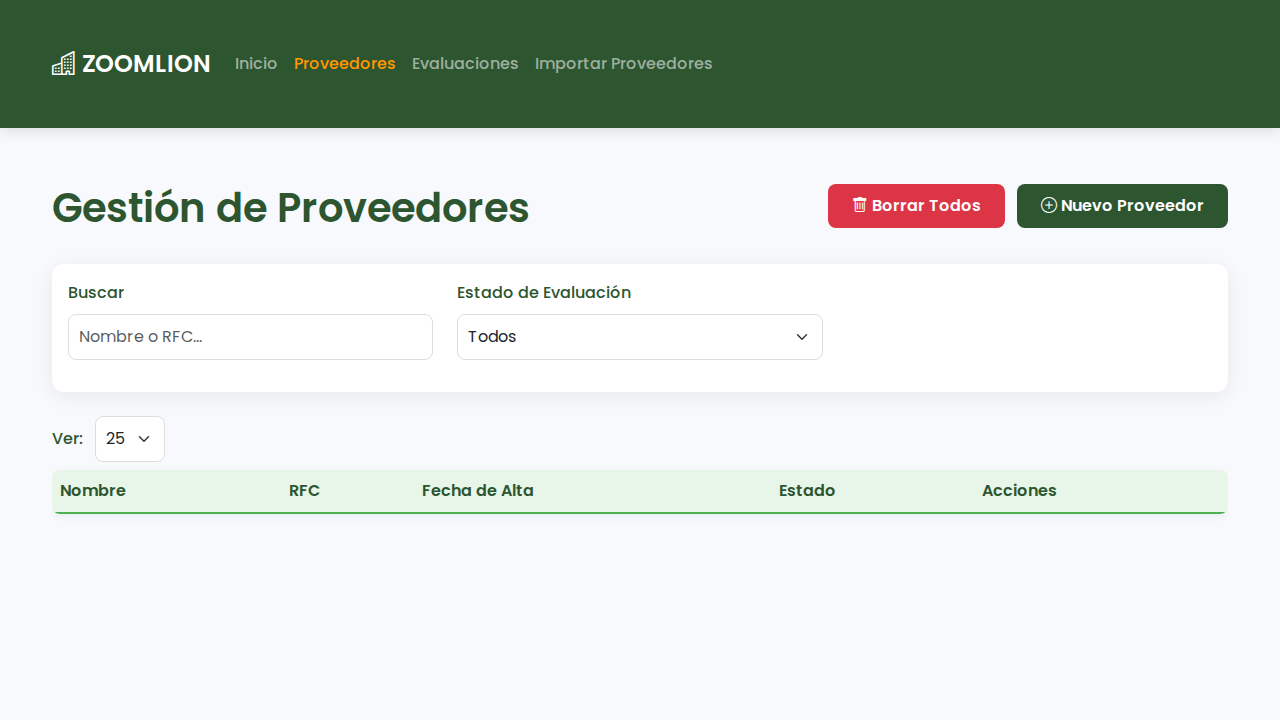 ZOOMLION Inicio Proveedores Evaluaciones Importar Proveedores
Gestión de Proveedores
Borrar Todos
Nuevo Proveedor
Buscar
Estado de Evaluación
Nombre o RFC...
Todos
Ver: 25
Nombre RFC Fecha de Alta Estado Acciones